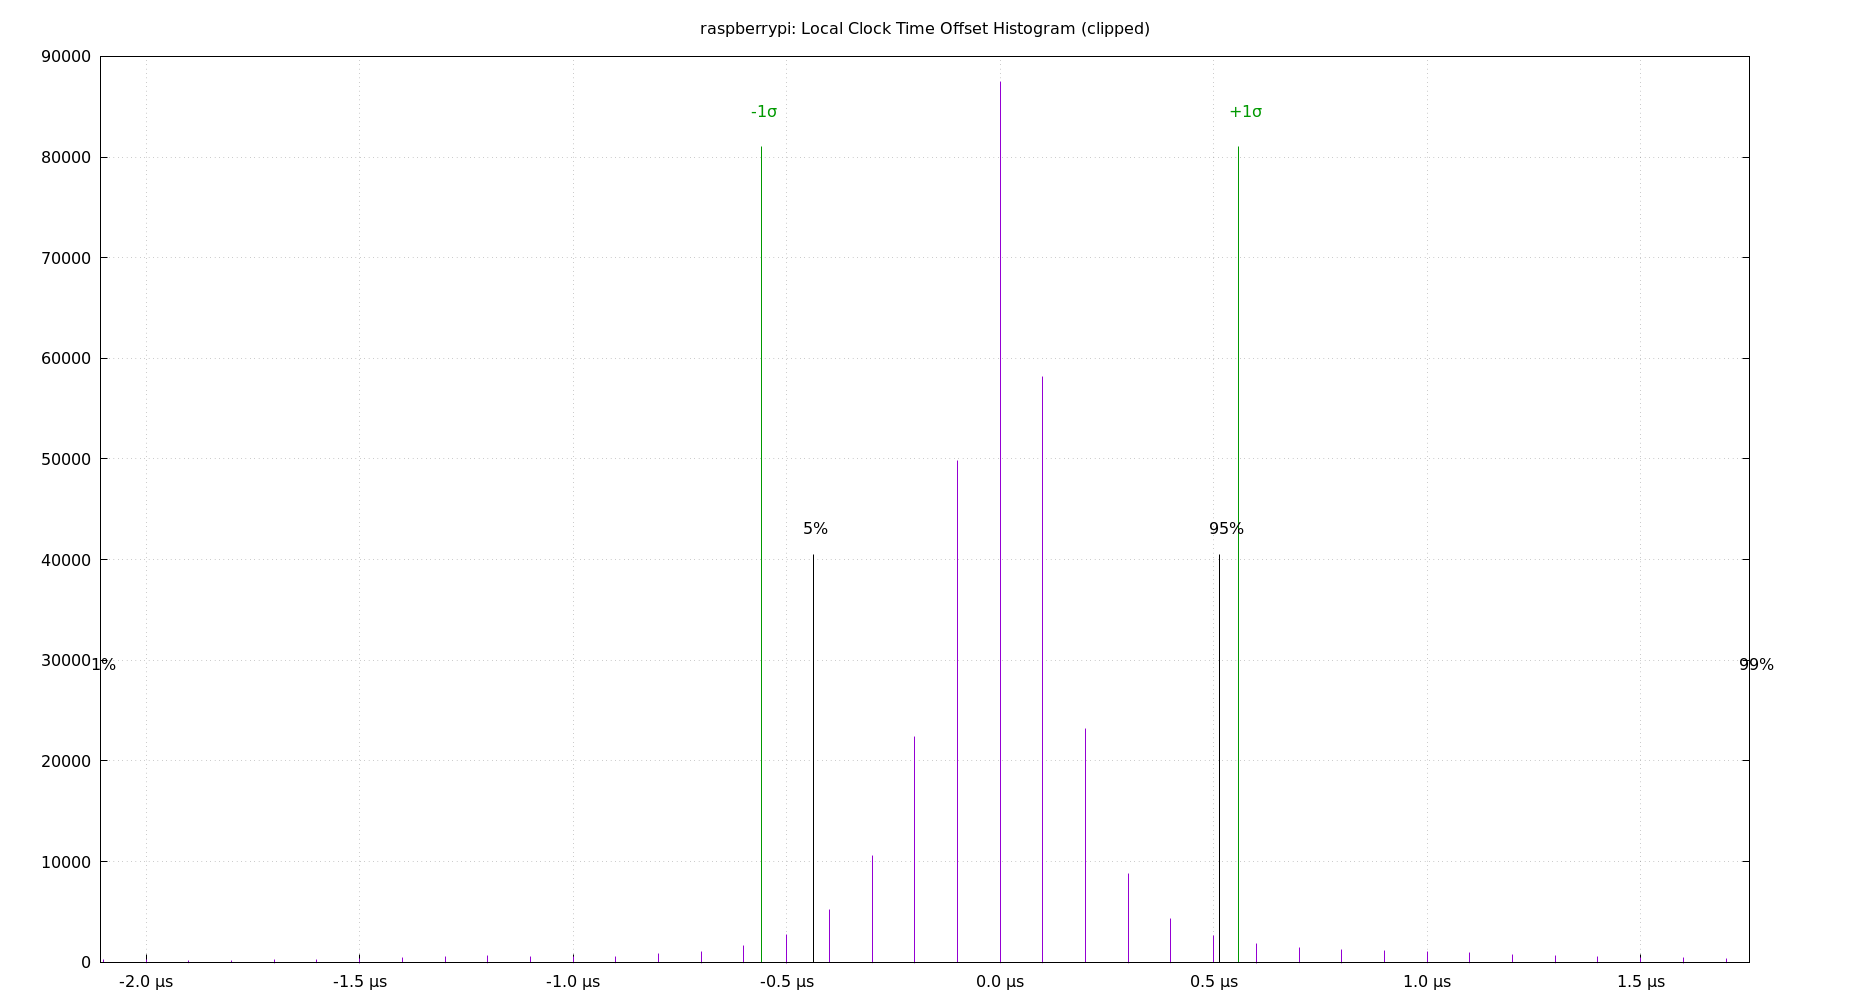 raspberrypi: Local Clock Time Offset Histogram (clipped)
90000
-1σ
+1σ
80000
70000
60000
50000
5%
95%
40000
30000
1%
99%
20000
10000
0
-2.0 µs
-1.5 µs
-1.0 µs
-0.5 µs
0.0 µs
0.5 µs
1.0 µs
1.5 µs